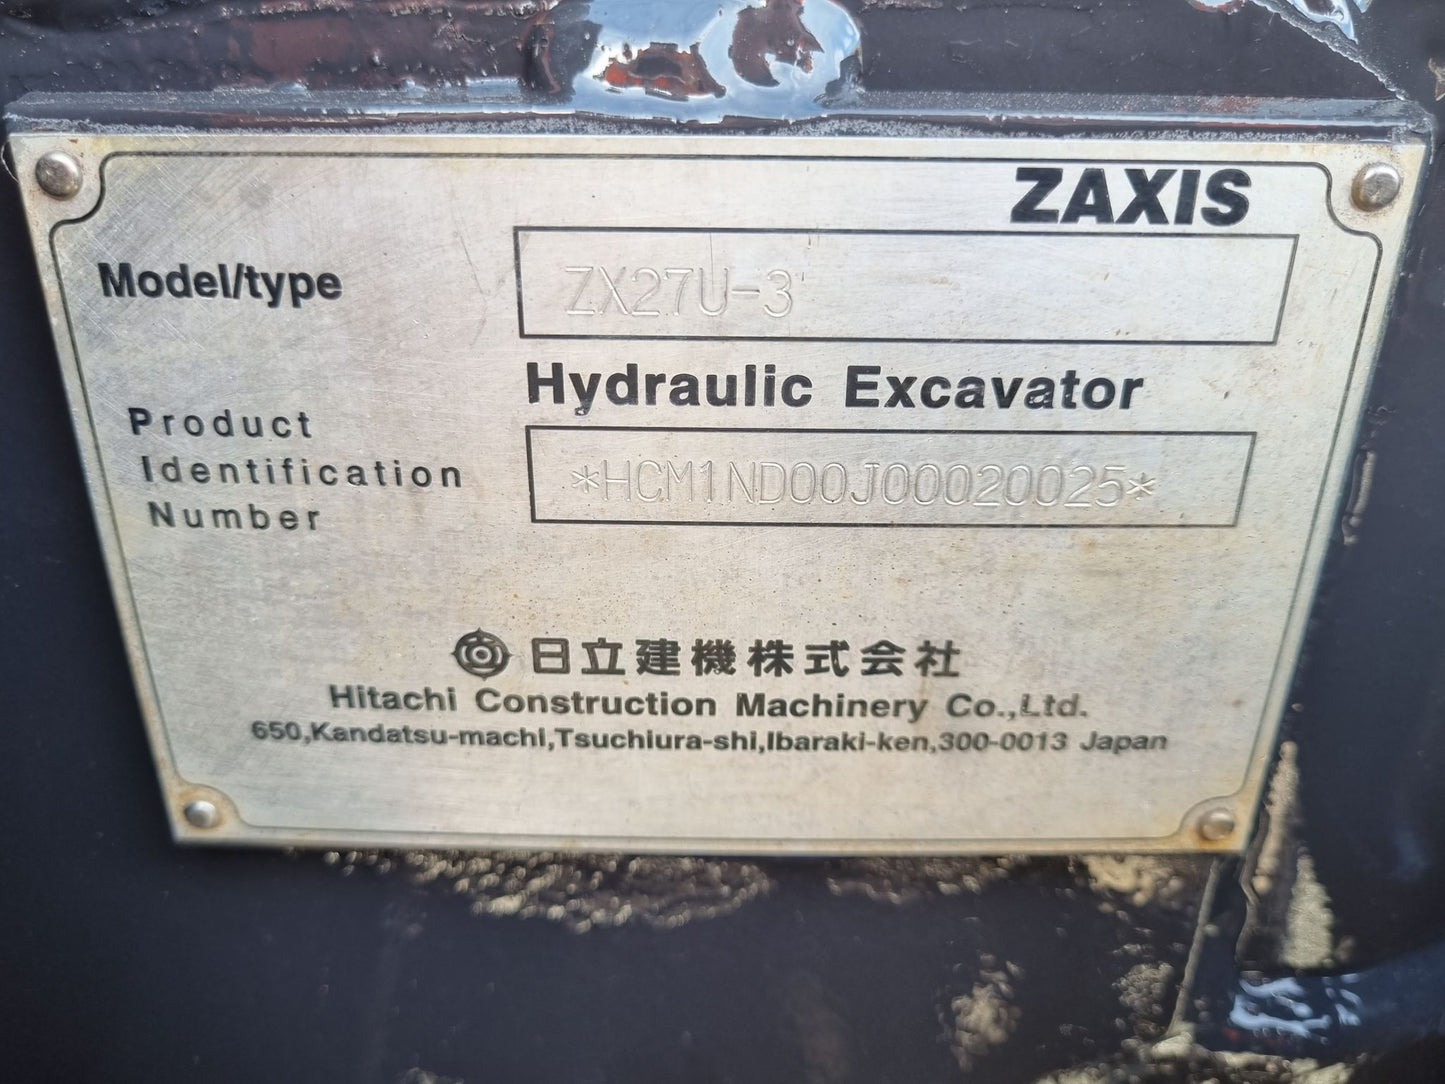 ZAXIS
Model/type
ZX27U-3
Hydraulic Excavator
Product
Identification
Number
*HCM1ND00J00020025*
日立建機株式会社
Hitachi Construction Machinery Co.,Ltd.
650,Kandatsu-machi,Tsuchiura-shi,Ibaraki-ken,300-0013 Japan